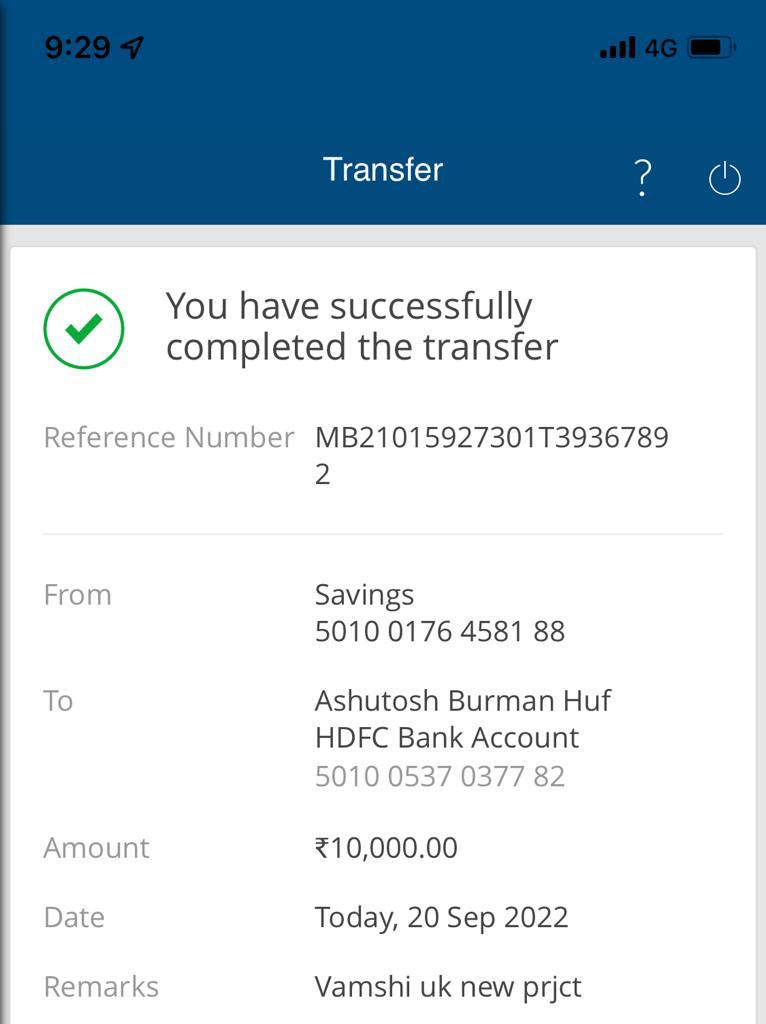 9:29
4G
Transfer
?
You have successfully
completed the transfer
Reference Number MB21015927301T3936789
2
From Savings
5010 0176 4581 88
To Ashutosh Burman Huf
HDFC Bank Account
5010 0537 0377 82
Amount ₹10,000.00
Date Today, 20 Sep 2022
Remarks Vamshi uk new prjct